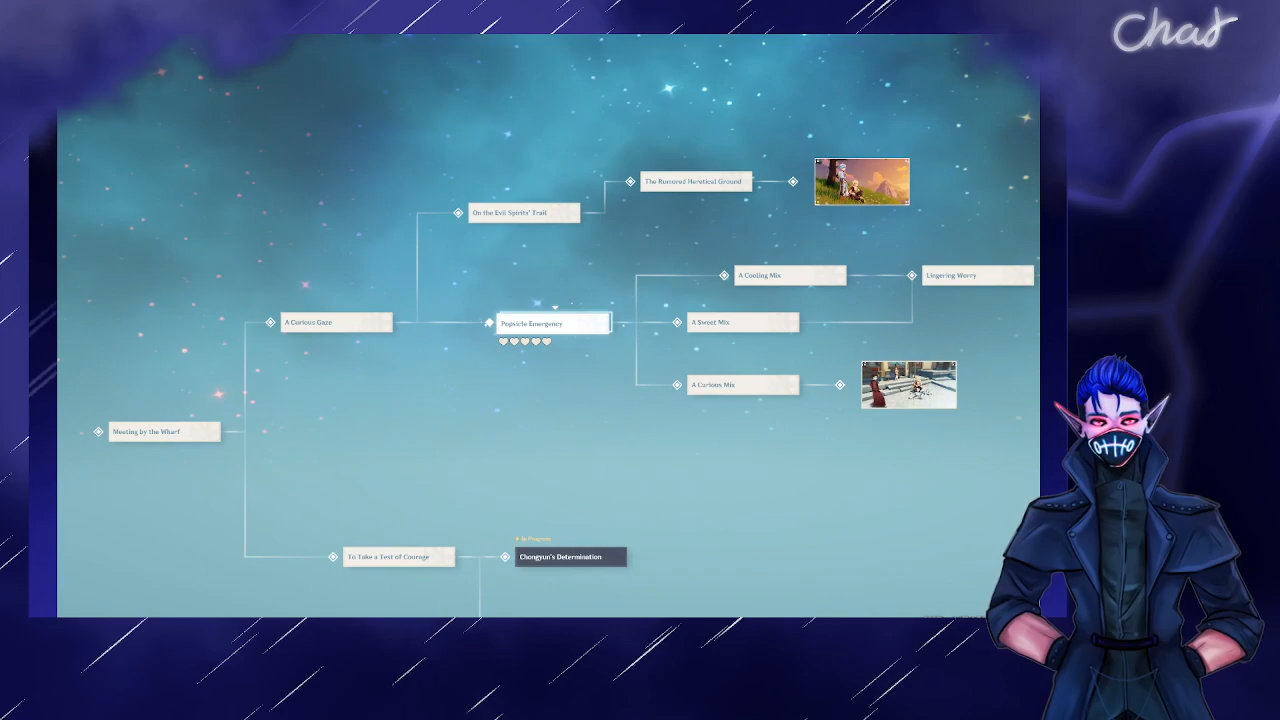 Chat
The Rumored Heretical Ground
On the Evil Spirits' Trail
A Cooling Mix
Lingering Worry
A Curious Gaze
Popsicle Emergency
A Sweet Mix
A Curious Mix
Meeting by the Wharf
In Progress
To Take a Test of Courage
Chongyun's Determination